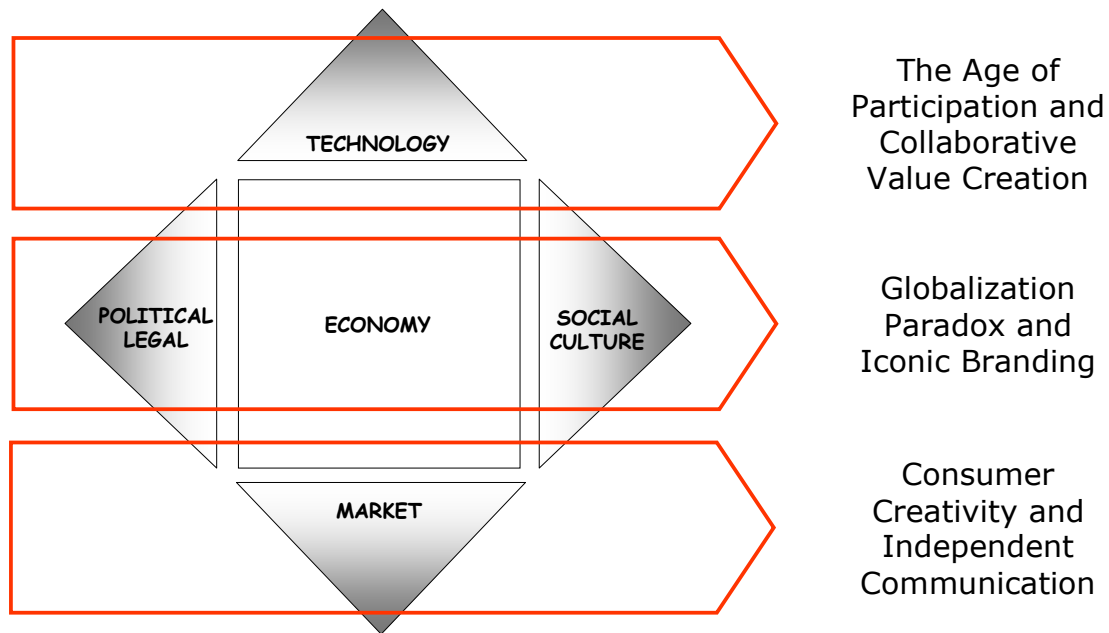 TECHNOLOGY
The Age of
Participation and
Collaborative
Value Creation
POLITICAL
LEGAL
ECONOMY
SOCIAL
CULTURE
Globalization
Paradox and
Iconic Branding
MARKET
Consumer
Creativity and
Independent
Communication